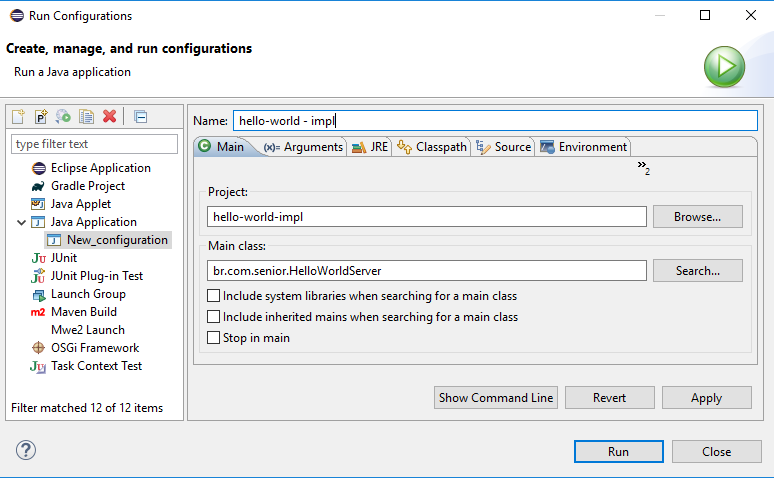 Run Configurations
Create, manage, and run configurations
Run a Java application
type filter text
Eclipse Application
Gradle Project
Java Applet
Java Application
New_configuration
JUnit
JUnit Plug-in Test
Launch Group
Maven Build
Mwe2 Launch
OSGi Framework
Task Context Test
Filter matched 12 of 12 items
Name: hello-world - impl
Main (x)= Arguments JRE Classpath Source Environment
»2
Project:
hello-world-impl Browse...
Main class:
br.com.senior.HelloWorldServer Search...
Include system libraries when searching for a main class
Include inherited mains when searching for a main class
Stop in main
Show Command Line Revert Apply
Run Close